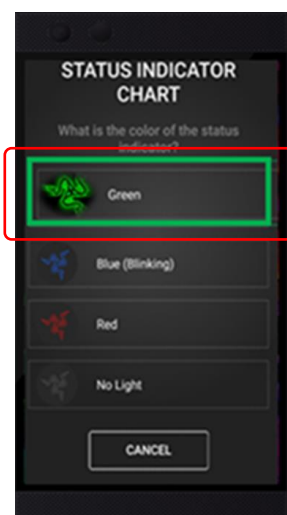 STATUS INDICATOR
CHART
What is the color of the status
indicator?
Green
Blue (Blinking)
Red
No Light
CANCEL